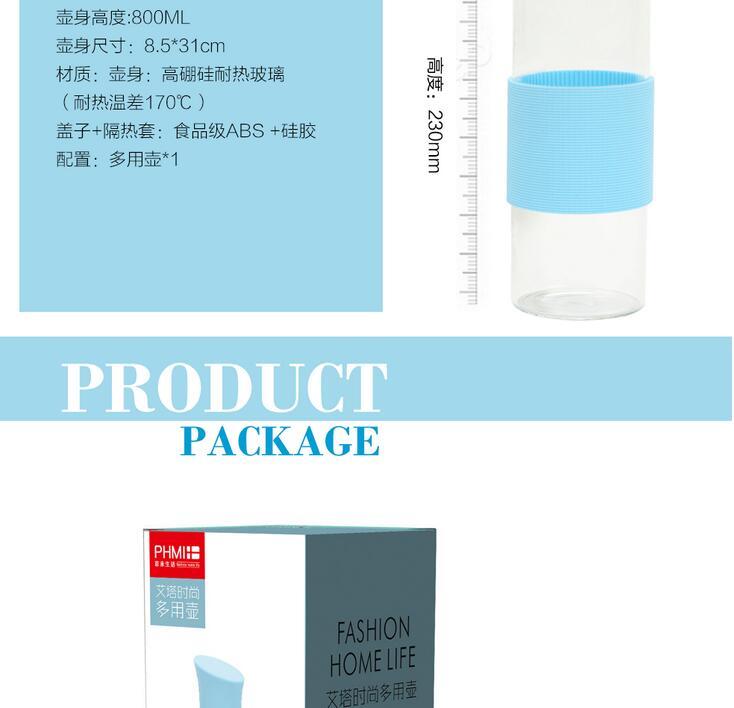 壶身高度:800ML
壶身尺寸：8.5*31cm
材质：壶身：高硼硅耐热玻璃
（耐热温差170℃）
盖子+隔热套：食品级ABS +硅胶
配置：多用壶*1
高度：230mm
PRODUCT
PACKAGE
PHMI
艾塔时尚
多用壶
FASHION
HOME LIFE
艾塔时尚多用壶